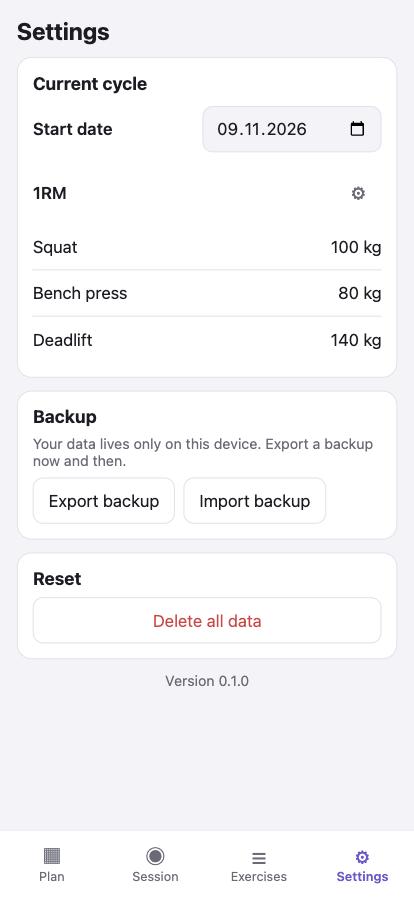 Settings
Current cycle
Start date
09.11.2026
1RM
Squat
100 kg
Bench press
80 kg
Deadlift
140 kg
Backup
Your data lives only on this device. Export a backup
now and then.
Export backup
Import backup
Reset
Delete all data
Version 0.1.0
Plan
Session
Exercises
Settings